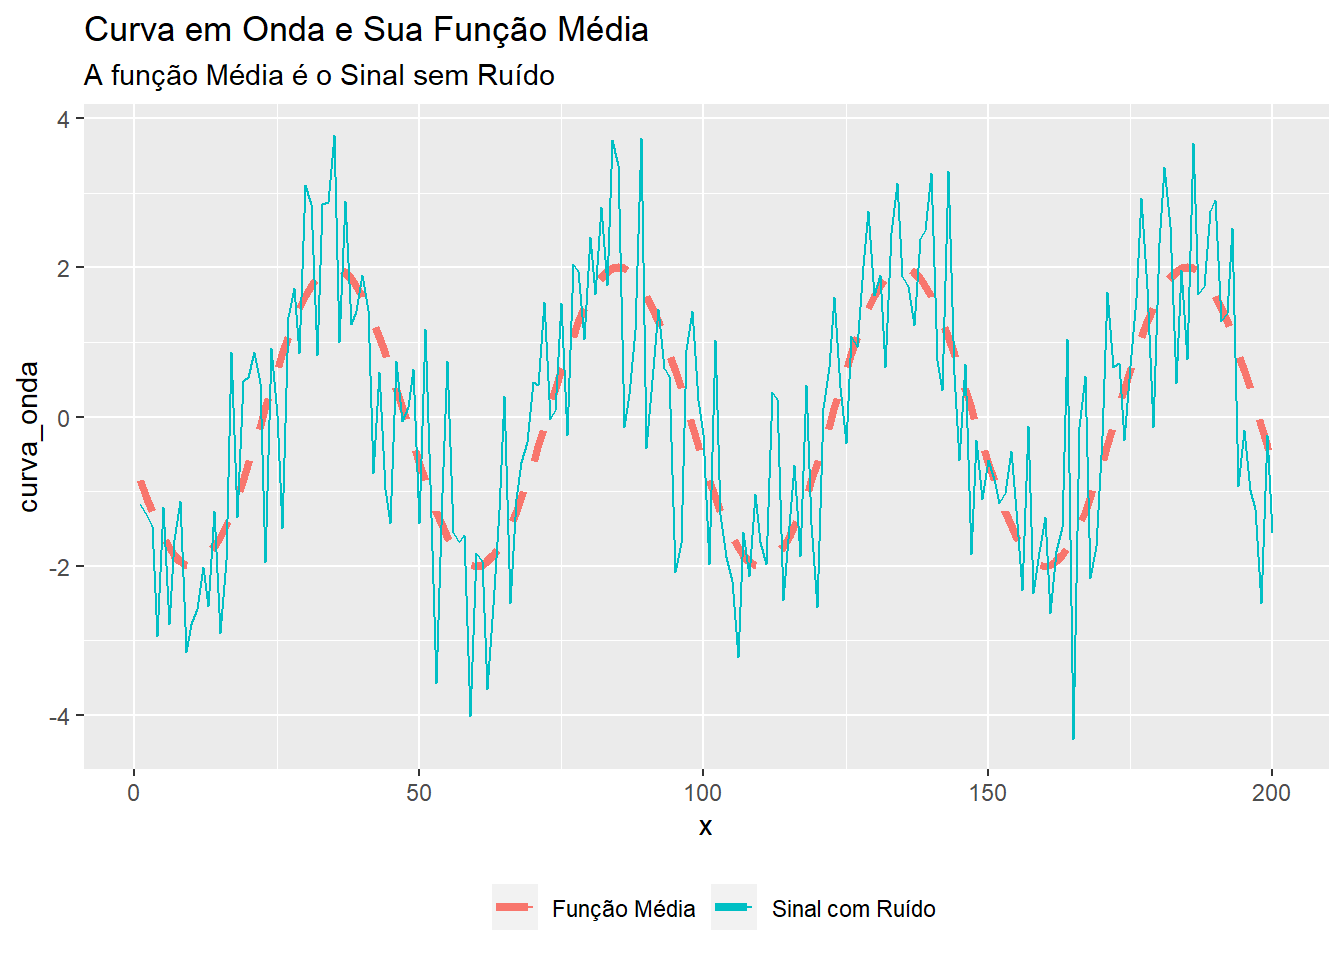 Curva em Onda e Sua Função Média
A função Média é o Sinal sem Ruído
4
2
0
-2
-4
curva_onda
0 50 100 150 200
x
Função Média Sinal com Ruído